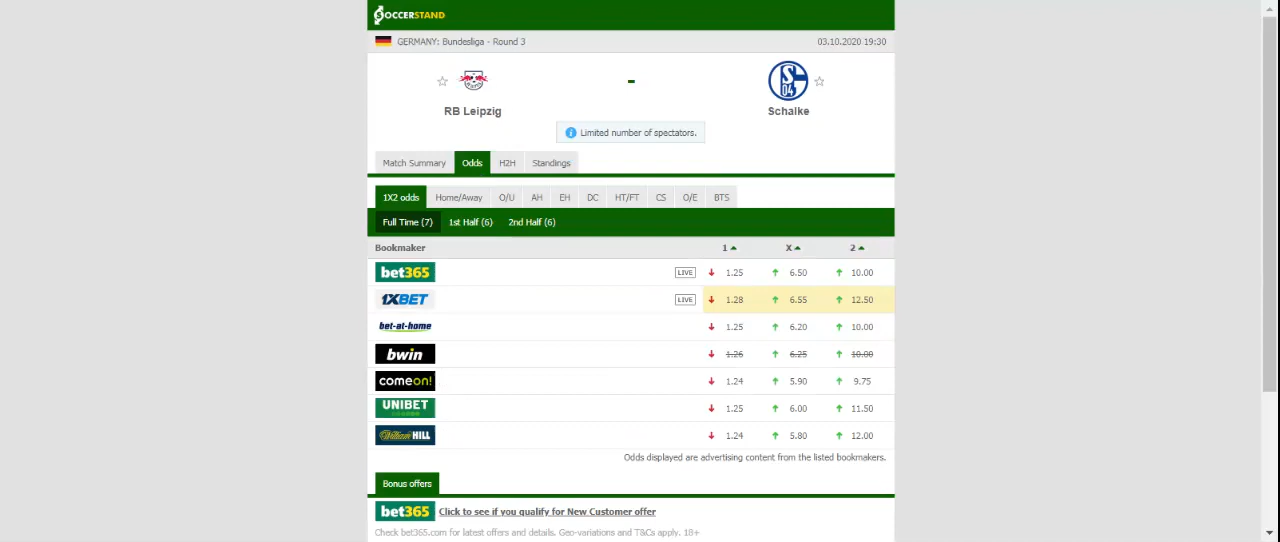 SOCCERSTAND
GERMANY: Bundesliga - Round 3 03.10.2020 19:30
-
RB Leipzig Schalke
Limited number of spectators.
Match Summary Odds H2H Standings
1X2 odds Home/Away O/U AH EH DC HT/FT CS O/E BTS
Full Time (7) 1st Half (6) 2nd Half (6)
Bookmaker 1 X 2
bet365 LIVE 1.25 6.50 10.00
1XBET LIVE 1.28 6.55 12.50
bet-at-home 1.25 6.20 10.00
bwin 1.26 6.25 10.00
comeon! 1.24 5.90 9.75
UNIBET 1.25 6.00 11.50
William HILL 1.24 5.80 12.00
Odds displayed are advertising content from the listed bookmakers.
Bonus offers
bet365 Click to see if you qualify for New Customer offer
Check bet365.com for latest offers and details. Geo-variations and T&Cs apply. 18+